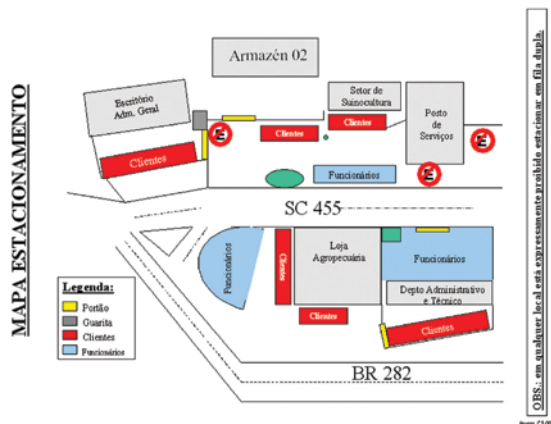 MAPA ESTACIONAMENTO
Armazén 02
Escritório
Adm. Geral
Setor de
Suinocultura
Posto
de
Serviços
Clientes
Clientes
Clientes
Funcionários
SC 455
Funcionários
Clientes
Loja
Agropecuária
Funcionários
Depto Administrativo
e Técnico
Clientes
Clientes
BR 282
Legenda:
Portão
Guarita
Clientes
Funcionários
OBS.: em qualquer local está expressamente proibido estacionar em fila dupla.